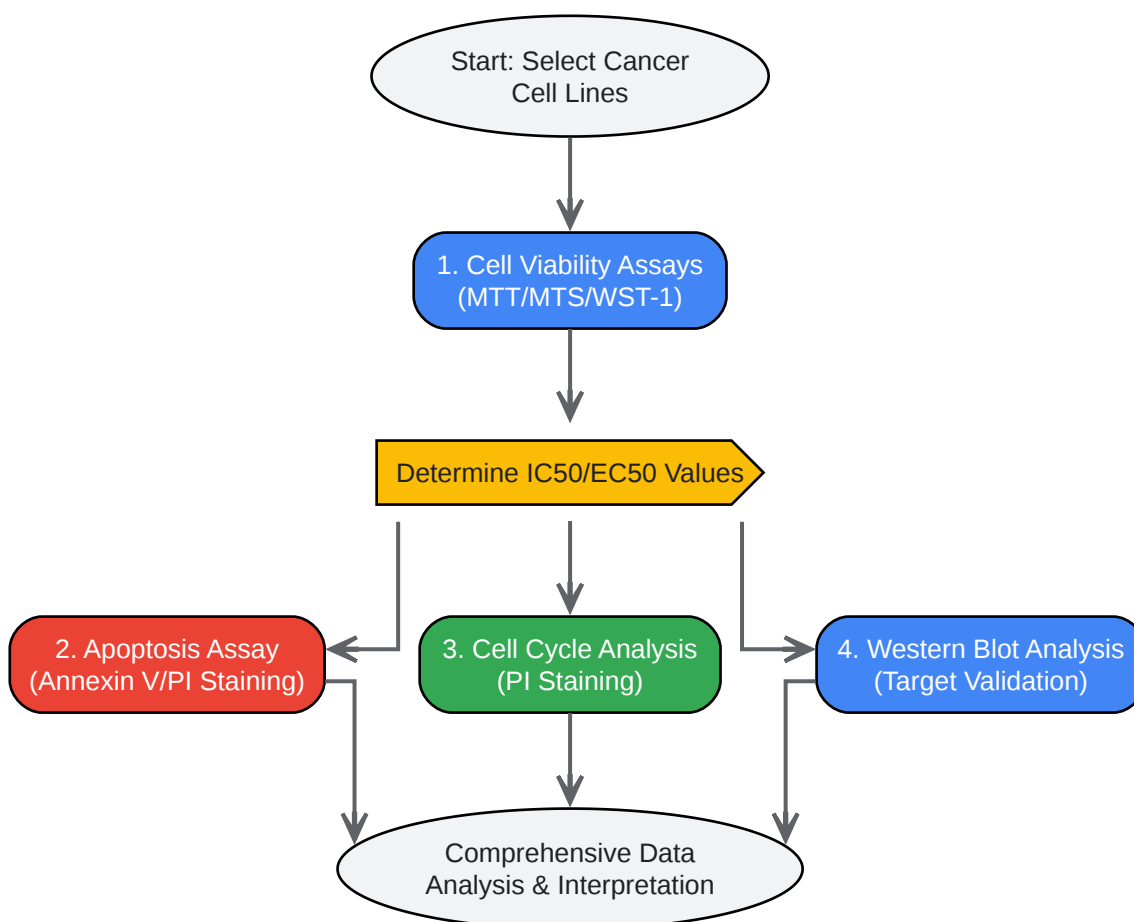 Start: Select Cancer
Cell Lines
1. Cell Viability Assays
(MTT/MTS/WST-1)
Determine IC50/EC50 Values
2. Apoptosis Assay
(Annexin V/PI Staining)
3. Cell Cycle Analysis
(PI Staining)
4. Western Blot Analysis
(Target Validation)
Comprehensive Data
Analysis & Interpretation